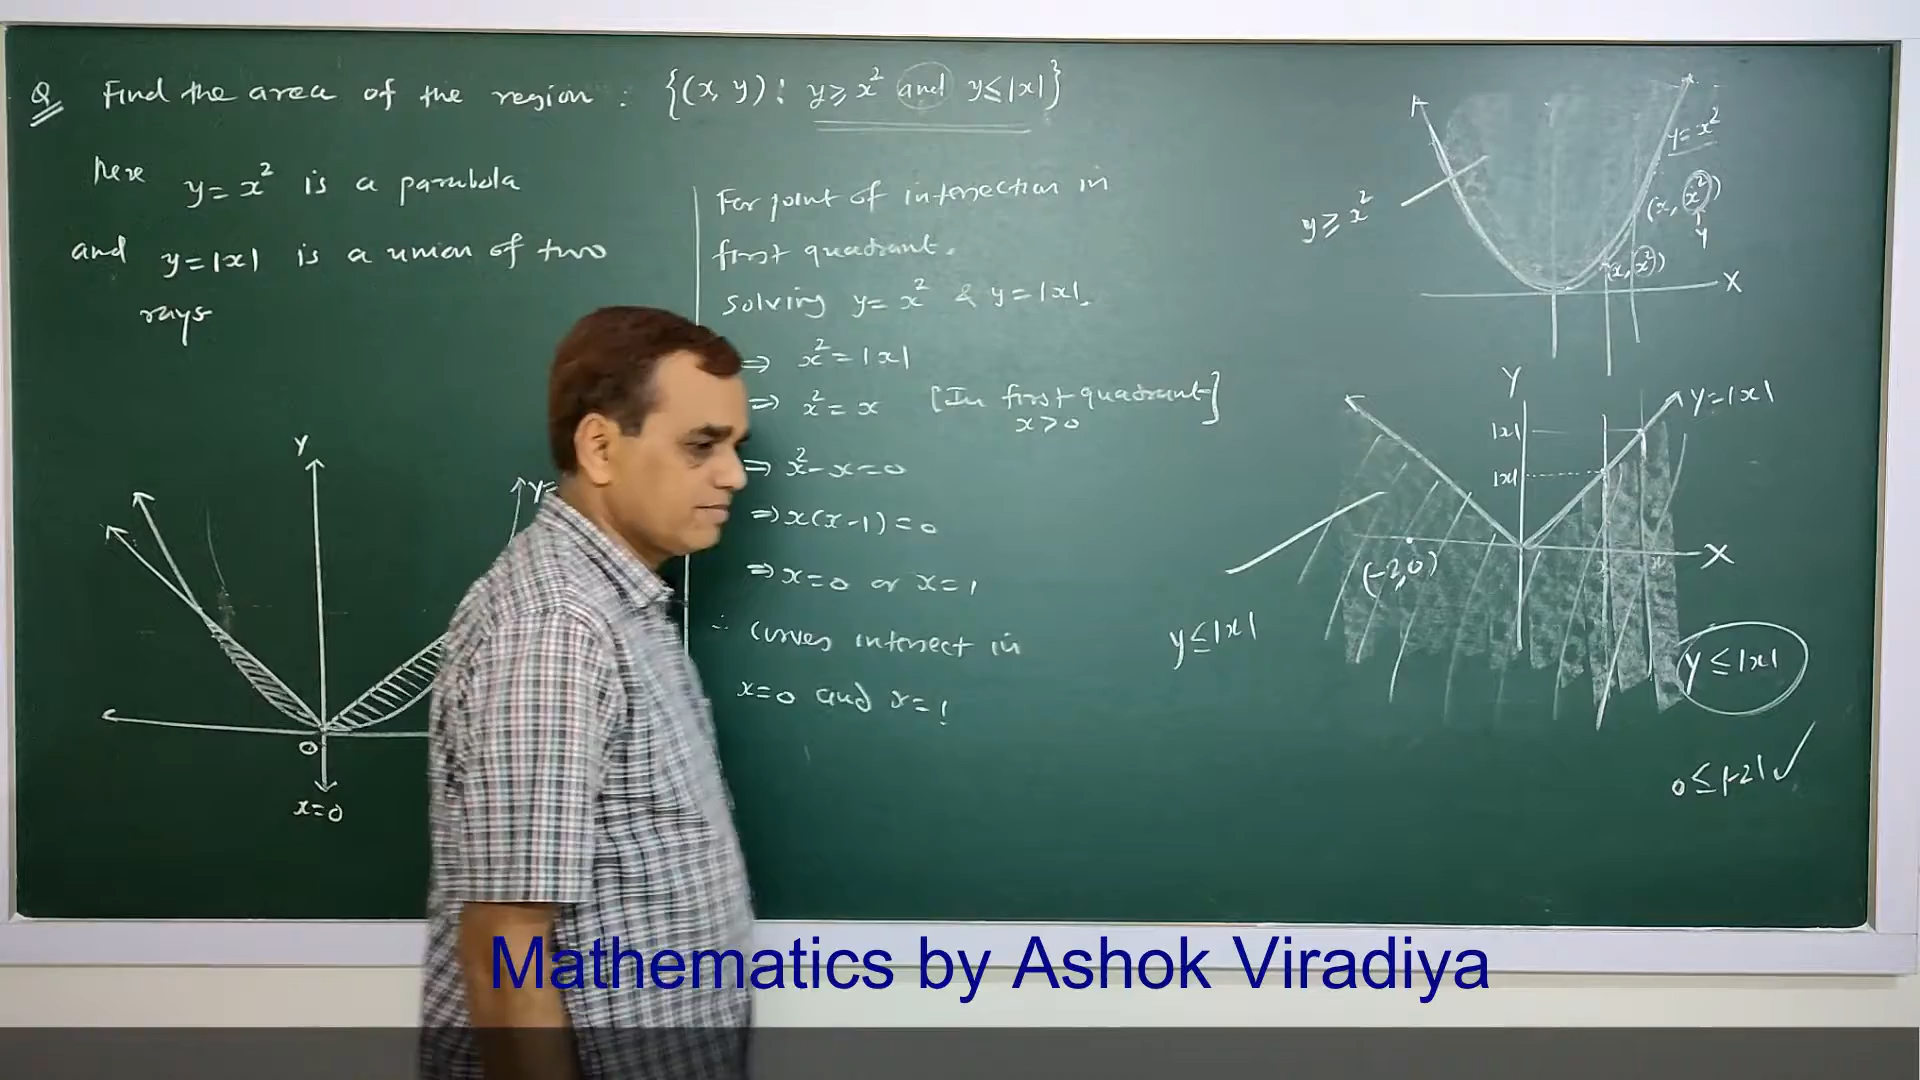 Q Find the area of the region : {(x, y) : y ≥ x² and y ≤ |x|}
here y = x² is a parabola
and y = |x| is a union of two
rays
Y
O
x=0
For point of intersection in
first quadrant.
solving y = x² & y = |x|.
⇒ x² = |x|
⇒ x² = x [In first quadrant]
x > 0
⇒ x² - x = 0
⇒ x(x-1) = 0
⇒ x = 0 or x = 1
∴ curves intersect in
x = 0 and x = 1
y = x²
y ≥ x²
(x, x²)
y
(x, x²)
X
Y
y = |x|
|x|
|x|
X
x
(-2,0)
y ≤ |x|
y ≤ |x|
0 ≤ |-2| ✓
Mathematics by Ashok Viradiya